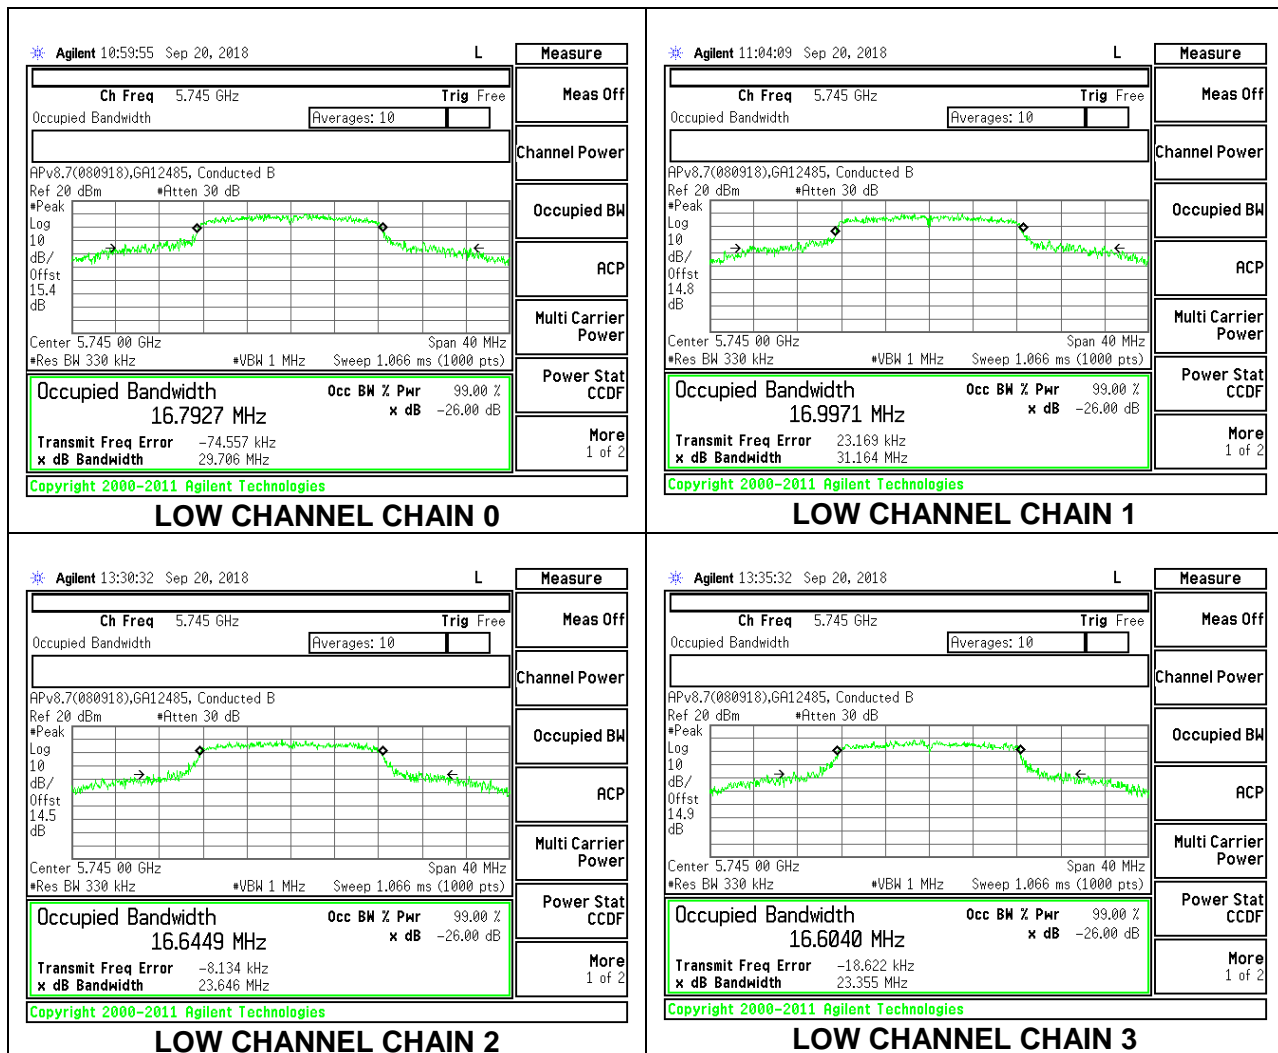 Agilent 10:59:55 Sep 20, 2018 L
Measure
Ch Freq 5.745 GHz Trig Free
Meas Off
Occupied Bandwidth Averages: 10
Channel Power
APv8.7(080918),GA12485, Conducted B
Ref 20 dBm #Atten 30 dB
#Peak
Log
10
dB/
Offst
15.4
dB
Occupied BW
ACP
Multi Carrier
Power
Center 5.745 00 GHz Span 40 MHz
#Res BW 330 kHz #VBW 1 MHz Sweep 1.066 ms (1000 pts)
Power Stat
CCDF
Occupied Bandwidth Occ BW % Pwr 99.00 %
16.7927 MHz x dB -26.00 dB
More
1 of 2
Transmit Freq Error -74.557 kHz
x dB Bandwidth 29.706 MHz
Copyright 2000-2011 Agilent Technologies
LOW CHANNEL CHAIN 0
Agilent 11:04:09 Sep 20, 2018 L
Measure
Ch Freq 5.745 GHz Trig Free
Meas Off
Occupied Bandwidth Averages: 10
Channel Power
APv8.7(080918),GA12485, Conducted B
Ref 20 dBm #Atten 30 dB
#Peak
Log
10
dB/
Offst
14.8
dB
Occupied BW
ACP
Multi Carrier
Power
Center 5.745 00 GHz Span 40 MHz
#Res BW 330 kHz #VBW 1 MHz Sweep 1.066 ms (1000 pts)
Power Stat
CCDF
Occupied Bandwidth Occ BW % Pwr 99.00 %
16.9971 MHz x dB -26.00 dB
More
1 of 2
Transmit Freq Error 23.169 kHz
x dB Bandwidth 31.164 MHz
Copyright 2000-2011 Agilent Technologies
LOW CHANNEL CHAIN 1
Agilent 13:30:32 Sep 20, 2018 L
Measure
Ch Freq 5.745 GHz Trig Free
Meas Off
Occupied Bandwidth Averages: 10
Channel Power
APv8.7(080918),GA12485, Conducted B
Ref 20 dBm #Atten 30 dB
#Peak
Log
10
dB/
Offst
14.5
dB
Occupied BW
ACP
Multi Carrier
Power
Center 5.745 00 GHz Span 40 MHz
#Res BW 330 kHz #VBW 1 MHz Sweep 1.066 ms (1000 pts)
Power Stat
CCDF
Occupied Bandwidth Occ BW % Pwr 99.00 %
16.6449 MHz x dB -26.00 dB
More
1 of 2
Transmit Freq Error -8.134 kHz
x dB Bandwidth 23.646 MHz
Copyright 2000-2011 Agilent Technologies
LOW CHANNEL CHAIN 2
Agilent 13:35:32 Sep 20, 2018 L
Measure
Ch Freq 5.745 GHz Trig Free
Meas Off
Occupied Bandwidth Averages: 10
Channel Power
APv8.7(080918),GA12485, Conducted B
Ref 20 dBm #Atten 30 dB
#Peak
Log
10
dB/
Offst
14.9
dB
Occupied BW
ACP
Multi Carrier
Power
Center 5.745 00 GHz Span 40 MHz
#Res BW 330 kHz #VBW 1 MHz Sweep 1.066 ms (1000 pts)
Power Stat
CCDF
Occupied Bandwidth Occ BW % Pwr 99.00 %
16.6040 MHz x dB -26.00 dB
More
1 of 2
Transmit Freq Error -18.622 kHz
x dB Bandwidth 23.355 MHz
Copyright 2000-2011 Agilent Technologies
LOW CHANNEL CHAIN 3